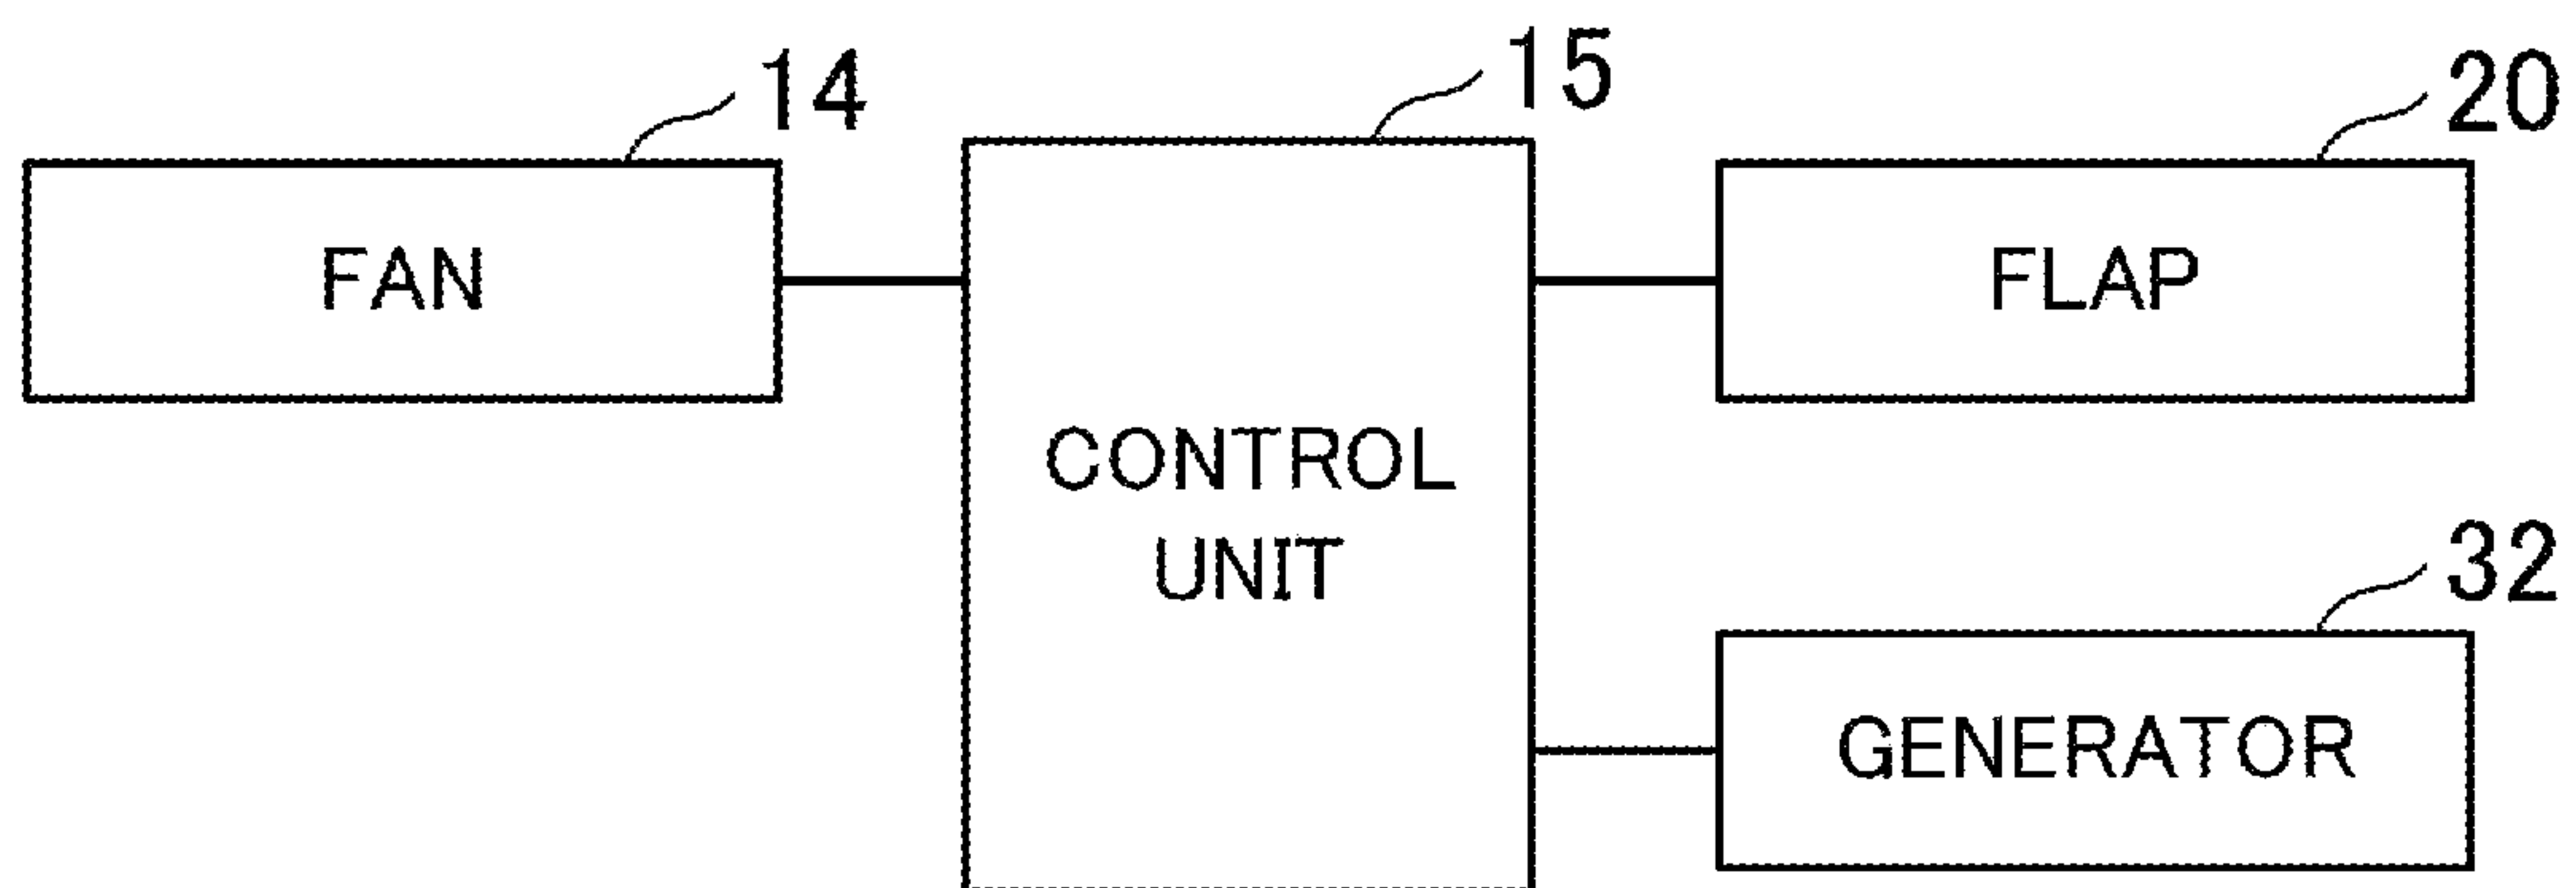 14
15
20
FAN
FLAP
CONTROL
UNIT
32
GENERATOR